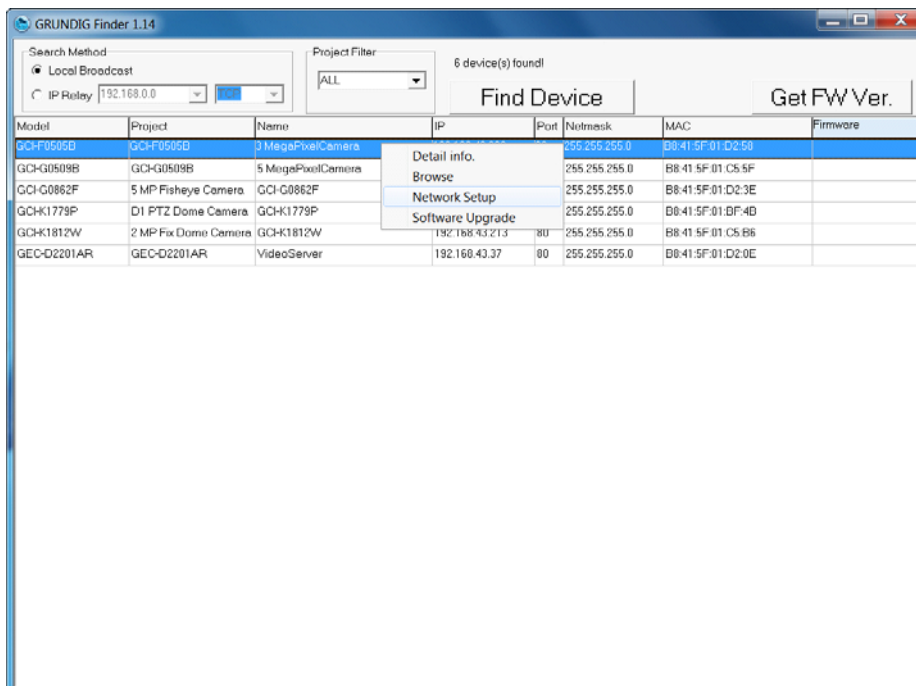 GRUNDIG Finder 1.14
Search Method
Local Broadcast
IP Relay 192.168.0.0
Project Filter
ALL
6 device(s) found!
Find Device
Get FW Ver.
Model Project Name IP Port Netmask MAC Firmware
GCI-F0505B GCI-F0505B 3 MegaPixelCamera 255.255.255.0 B8:41:5F:01:D2:58
GCI-G0509B GCI-G0509B 5 MegaPixelCamera 255.255.255.0 B8:41:5F:01:C5:5F
GCI-G0862F 5 MP Fisheye Camera GCI-G0862F 255.255.255.0 B8:41:5F:01:D2:3E
GCI-K1779P D1 PTZ Dome Camera GCI-K1779P 255.255.255.0 B8:41:5F:01:BF:4B
GCI-K1812W 2 MP Fix Dome Camera GCI-K1812W 192.168.43.213 80 255.255.255.0 B8:41:5F:01:C5:B6
GEC-D2201AR GEC-D2201AR VideoServer 192.168.43.37 80 255.255.255.0 B8:41:5F:01:D2:0E
Detail info.
Browse
Network Setup
Software Upgrade